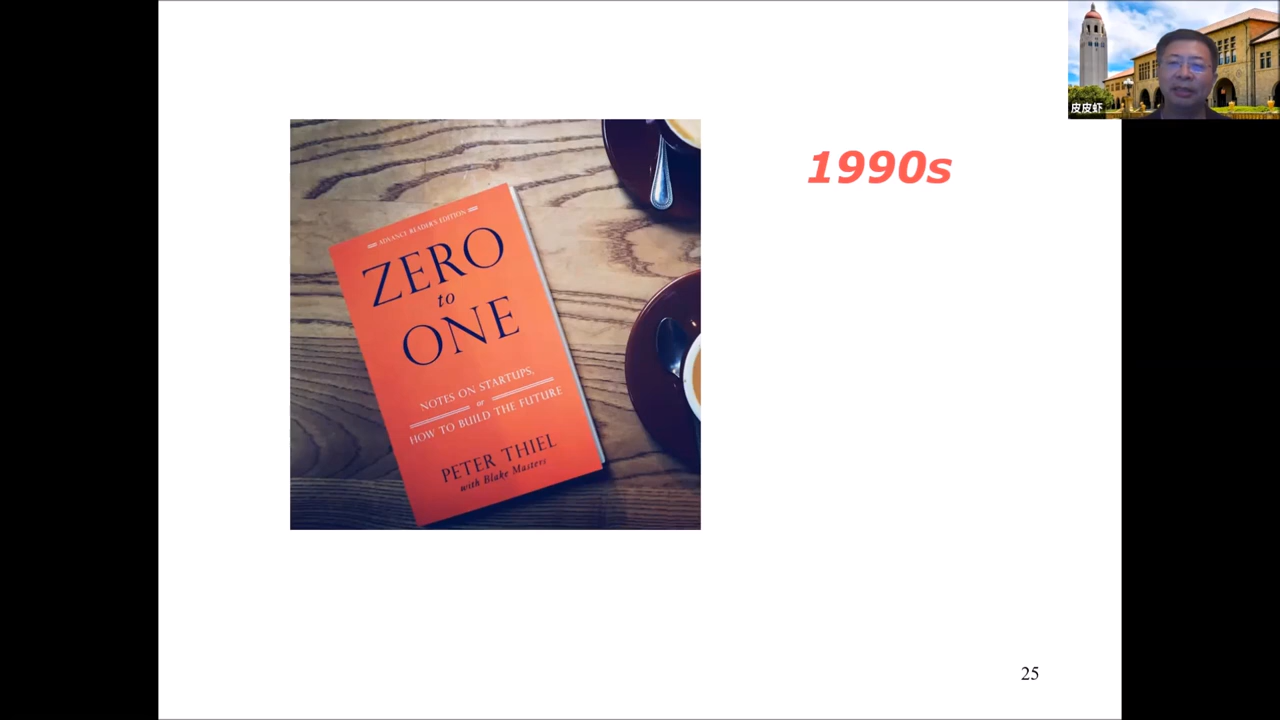 皮皮虾
1990s
ADVANCE READER'S EDITION
ZERO
to
ONE
NOTES ON STARTUPS,
or
HOW TO BUILD THE FUTURE
PETER THIEL
with Blake Masters
25